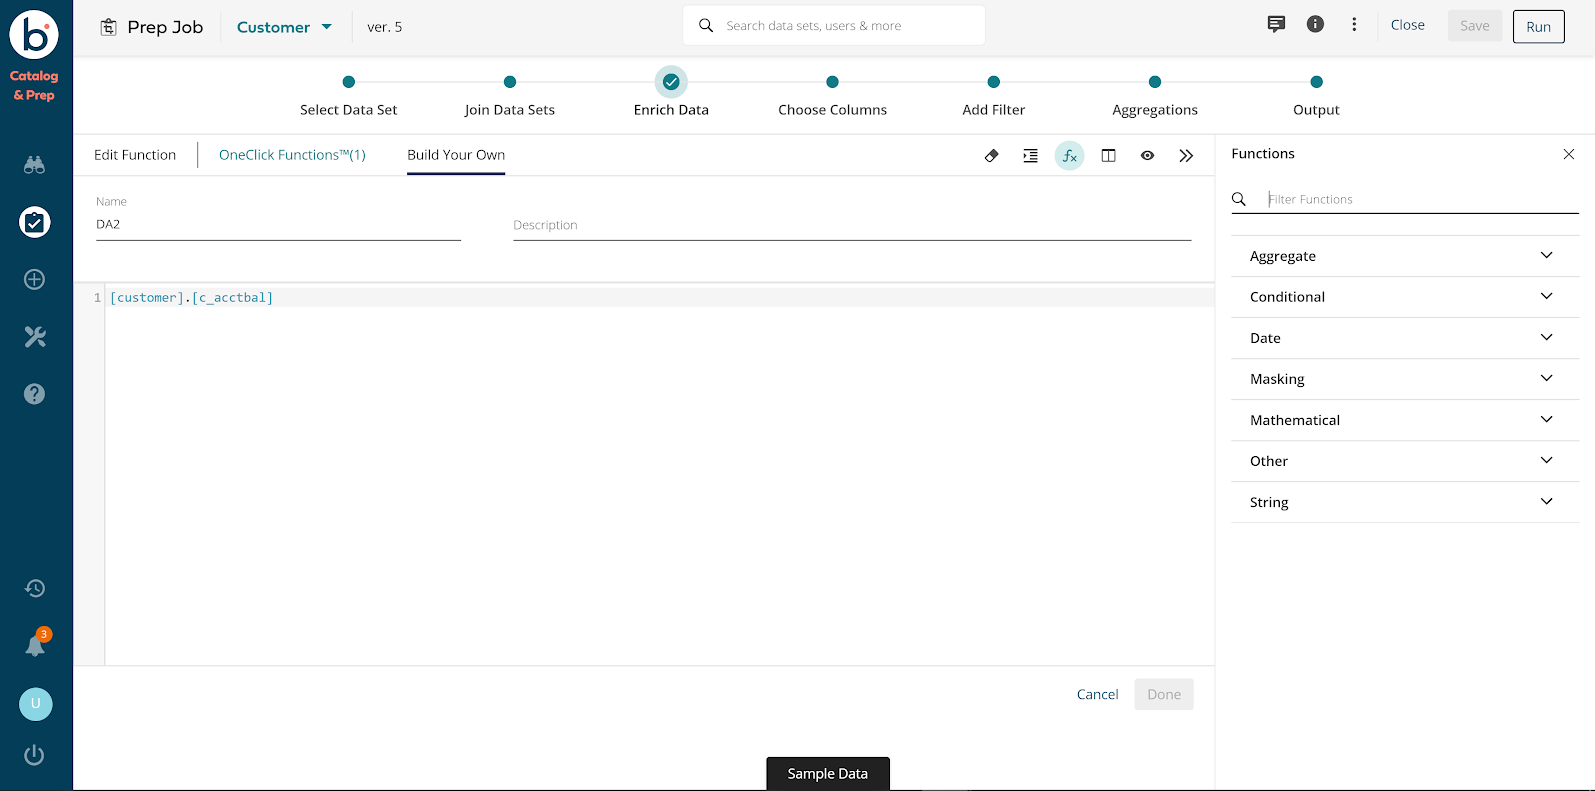 b
Catalog
& Prep
Prep Job
Customer
ver. 5
Search data sets, users & more
Close
Save
Run
Select Data Set
Join Data Sets
Enrich Data
Choose Columns
Add Filter
Aggregations
Output
Edit Function
OneClick Functions™(1)
Build Your Own
fx
Functions
Name
DA2
Description
Filter Functions
1 [customer].[c_acctbal]
Aggregate
Conditional
Date
Masking
Mathematical
Other
String
3
U
Cancel
Done
Sample Data